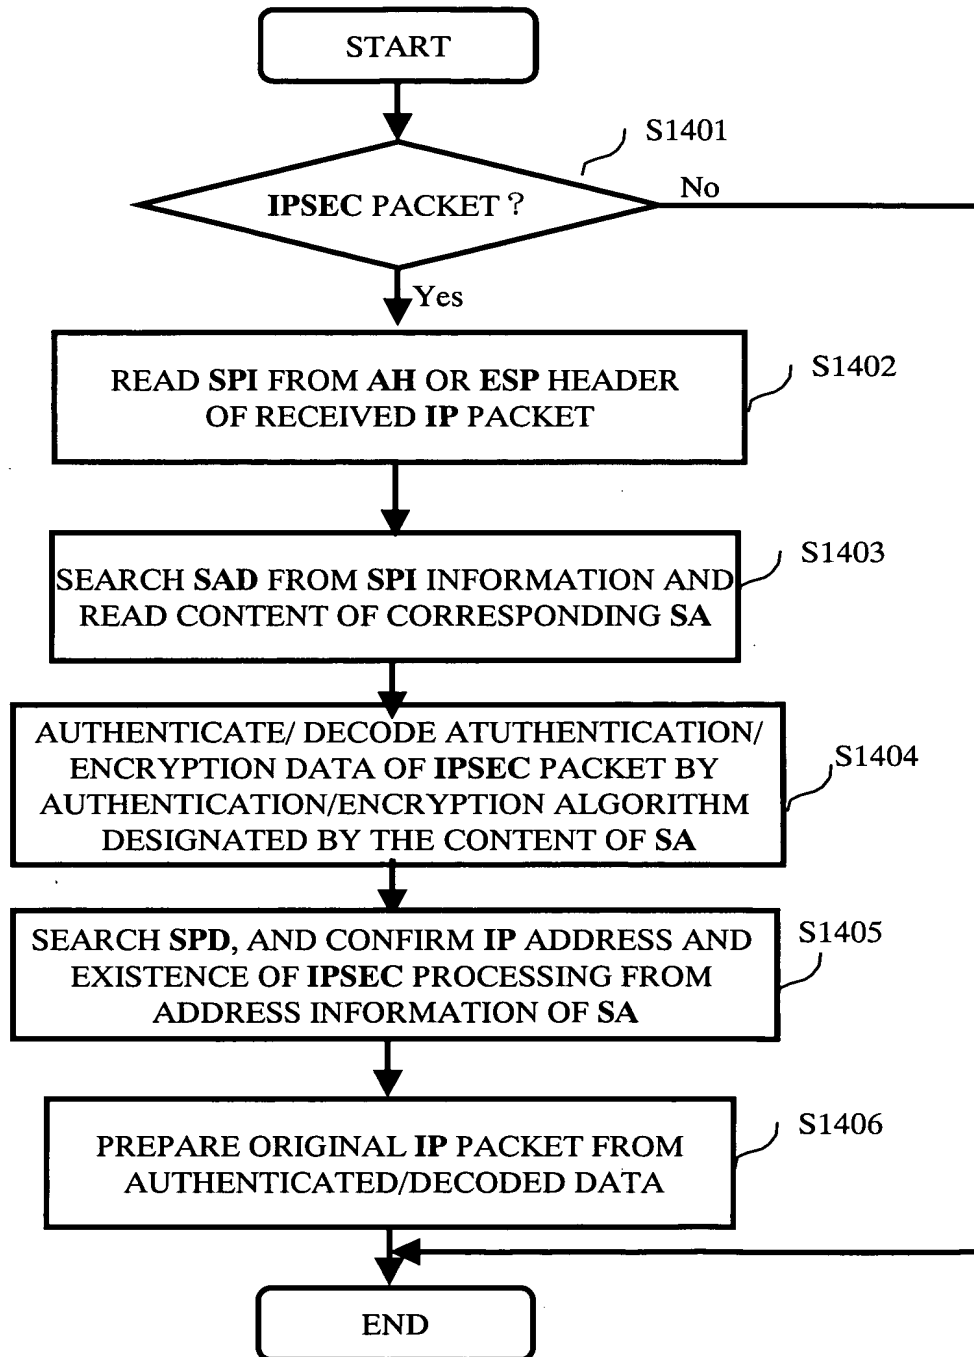 START
S1401
IPSEC PACKET?
No
Yes
READ SPI FROM AH OR ESP HEADER
OF RECEIVED IP PACKET
S1402
SEARCH SAD FROM SPI INFORMATION AND
READ CONTENT OF CORRESPONDING SA
S1403
AUTHENTICATE/ DECODE ATUTHENTICATION/
ENCRYPTION DATA OF IPSEC PACKET BY
AUTHENTICATION/ENCRYPTION ALGORITHM
DESIGNATED BY THE CONTENT OF SA
S1404
SEARCH SPD, AND CONFIRM IP ADDRESS AND
EXISTENCE OF IPSEC PROCESSING FROM
ADDRESS INFORMATION OF SA
S1405
PREPARE ORIGINAL IP PACKET FROM
AUTHENTICATED/DECODED DATA
S1406
END